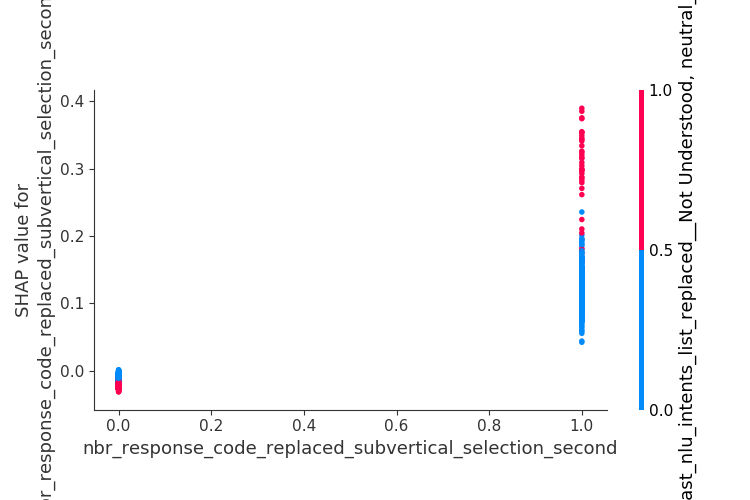 SHAP value for
r_response_code_replaced_subvertical_selection_secon
0.4
0.3
0.2
0.1
0.0
0.0 0.2 0.4 0.6 0.8 1.0
nbr_response_code_replaced_subvertical_selection_second
1.0
0.5
0.0
ast_nlu_intents_list_replaced__Not Understood, neutral_